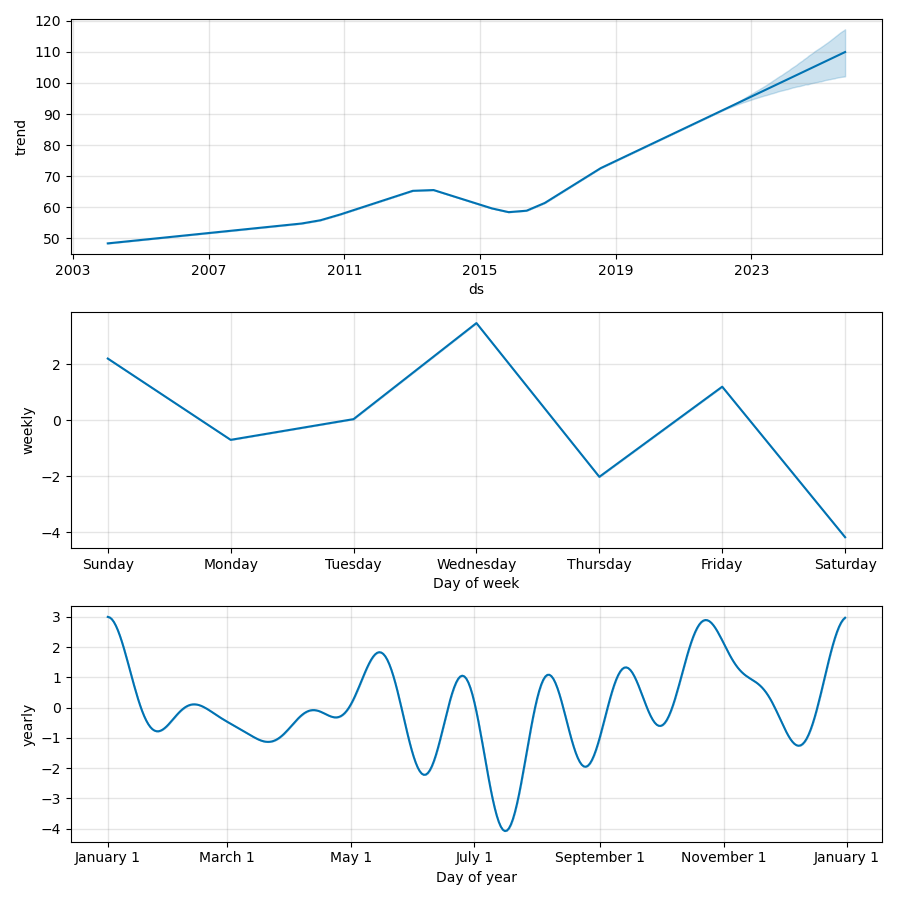 120
110
100
90
80
70
60
50
trend
2003 2007 2011 2015 2019 2023
ds
2
0
−2
−4
weekly
Sunday Monday Tuesday Wednesday Thursday Friday Saturday
Day of week
3
2
1
0
−1
−2
−3
−4
yearly
January 1 March 1 May 1 July 1 September 1 November 1 January 1
Day of year